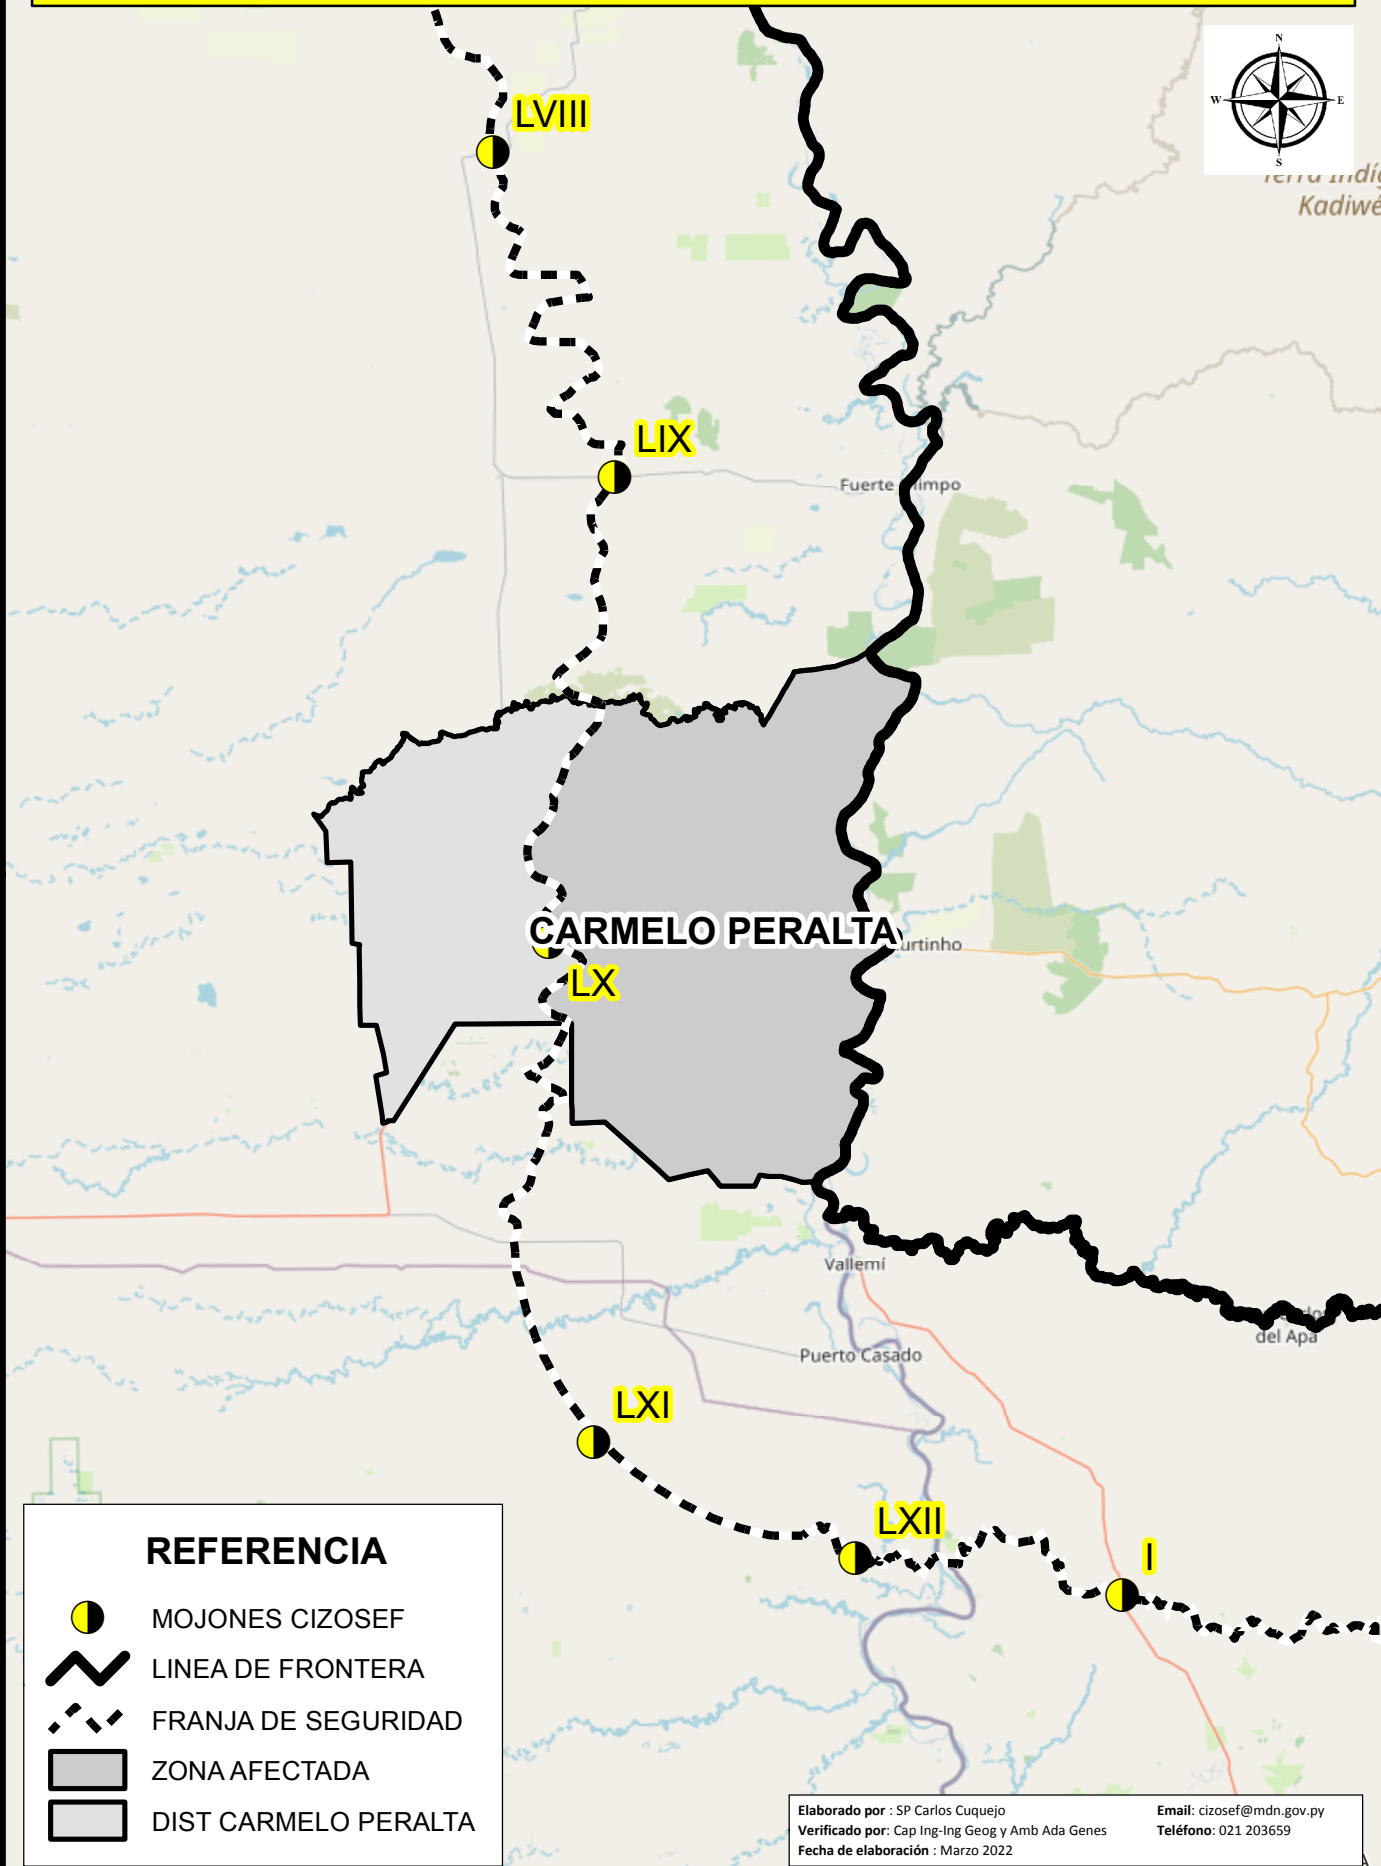 N
W E
S
LVIII
Kadiwé
LIX
Fuerte limpo
CARMELO PERALTA
urtinho
LX
Vallemí
del Apa
Puerto Casado
LXI
LXII
I
REFERENCIA
MOJONES CIZOSEF
LINEA DE FRONTERA
FRANJA DE SEGURIDAD
ZONA AFECTADA
DIST CARMELO PERALTA
Elaborado por : SP Carlos Cuquejo
Verificado por: Cap Ing-Ing Geog y Amb Ada Genes
Fecha de elaboración : Marzo 2022
Email: cizosef@mdn.gov.py
Teléfono: 021 203659